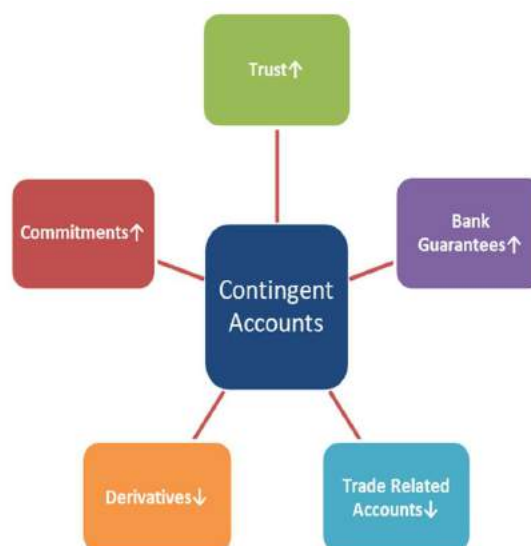 Trust↑
Commitments↑
Bank
Guarantees↑
Contingent
Accounts
Derivatives↓
Trade Related
Accounts↓